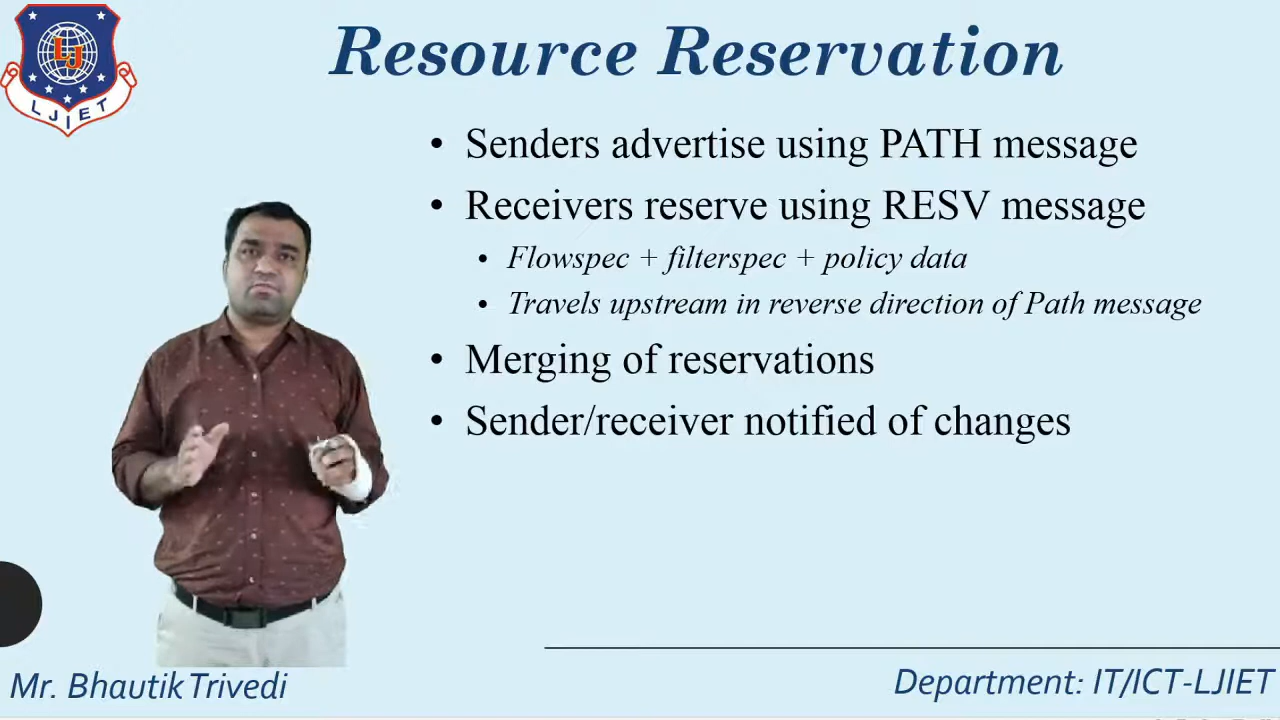 LJ
LJIET
Resource Reservation
• Senders advertise using PATH message
• Receivers reserve using RESV message
• Flowspec + filterspec + policy data
• Travels upstream in reverse direction of Path message
• Merging of reservations
• Sender/receiver notified of changes
Mr. Bhautik Trivedi
Department: IT/ICT-LJIET